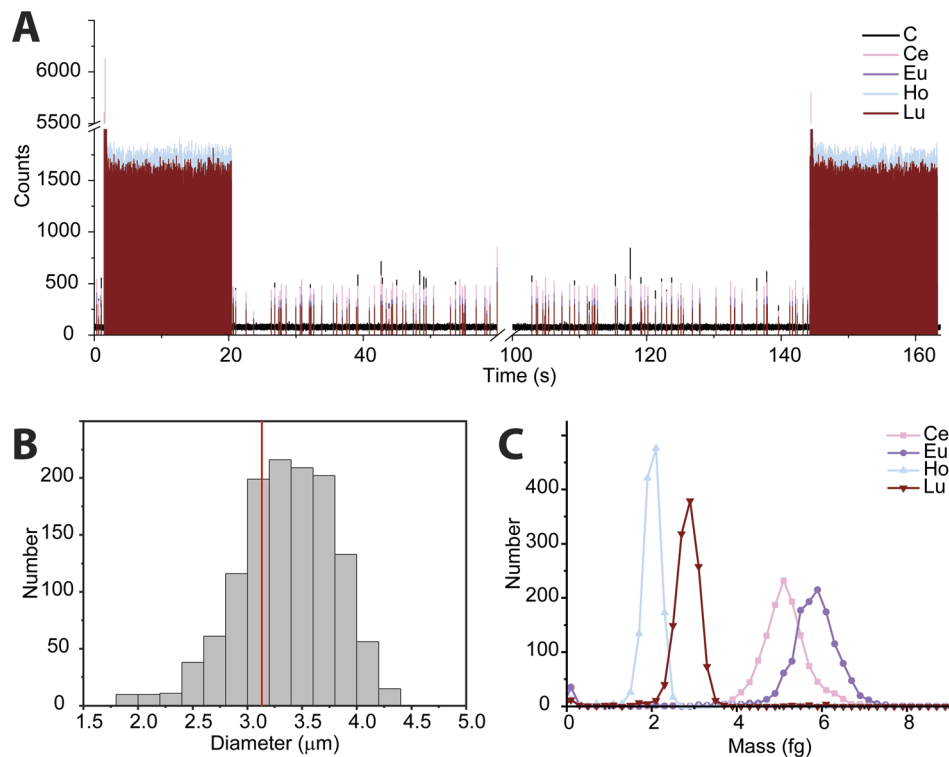 A
C
Ce
Eu
Ho
Lu
6000
5500
1500
1000
500
0
Counts
0 20 40 100 120 140 160
Time (s)
B
200
150
100
50
0
Number
1.5 2.0 2.5 3.0 3.5 4.0 4.5 5.0
Diameter (μm)
C
Ce
Eu
Ho
Lu
400
300
200
100
0
Number
0 2 4 6 8
Mass (fg)